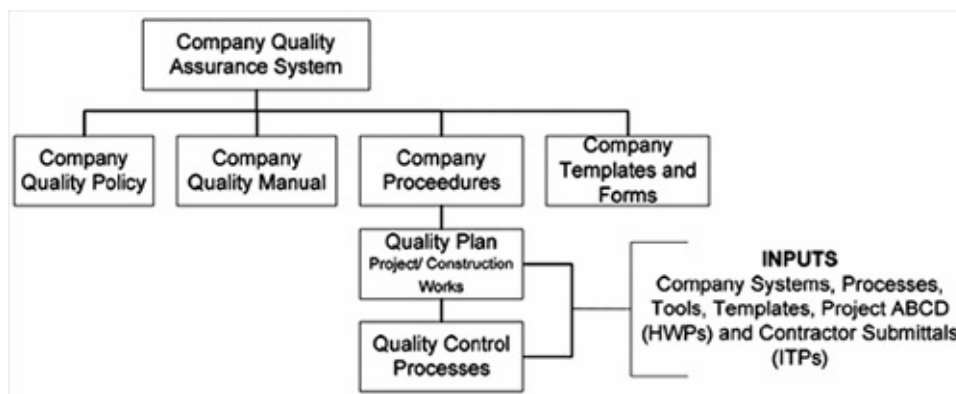 Company Quality
Assurance System
Company
Quality Policy
Company
Quality Manual
Company
Proceedures
Company
Templates and
Forms
Quality Plan
Project/ Construction
Works
Quality Control
Processes
INPUTS
Company Systems, Processes,
Tools, Templates, Project ABCD
(HWPs) and Contractor Submittals
(ITPs)